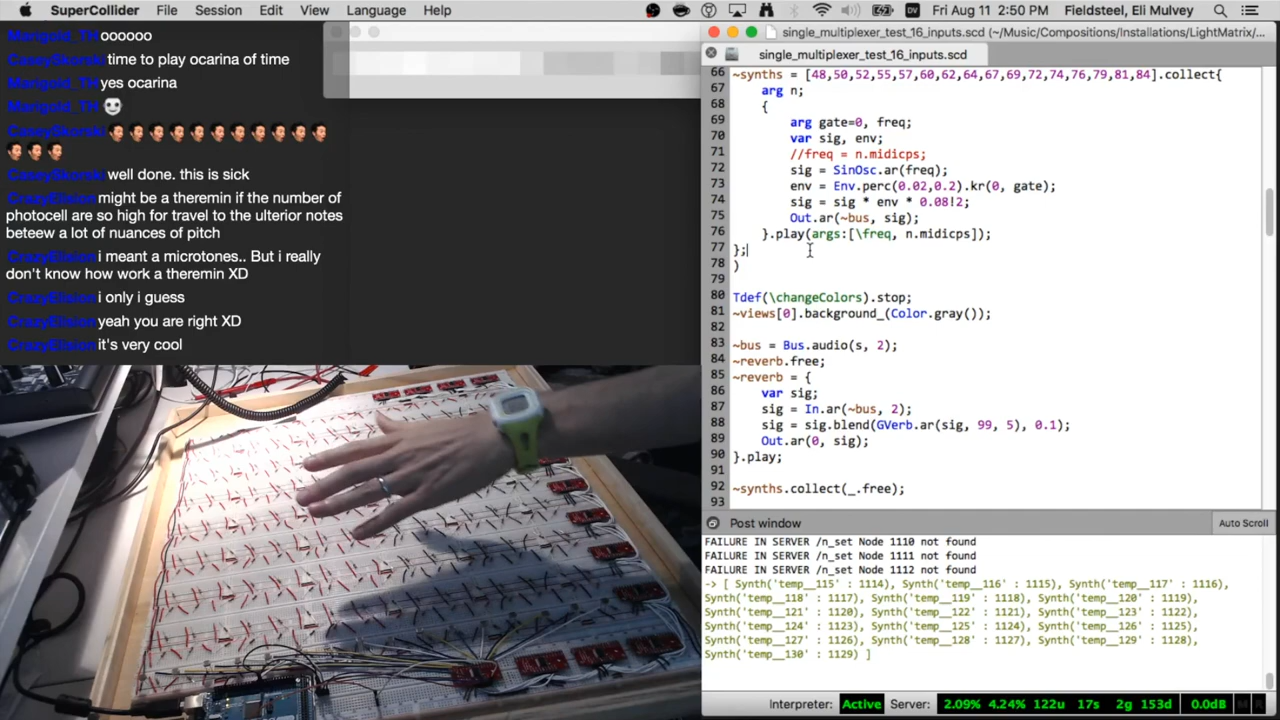 SuperCollider File Session Edit View Language Help
Fri Aug 11 2:50 PM Fieldsteel, Eli Mulvey
Marigold_TH oooooo
CaseySkorski time to play ocarina of time
Marigold_TH yes ocarina
Marigold_TH
CaseySkorski
CaseySkorski well done. this is sick
CrazyElision might be a theremin if the number of
photocell are so high for travel to the ulterior notes
beteew a lot of nuances of pitch
CrazyElision i meant a microtones.. But i really
don't know how work a theremin XD
CrazyElision i only i guess
CrazyElision yeah you are right XD
CrazyElision it's very cool
single_multiplexer_test_16_inputs.scd (~/Music/Compositions/Installations/LightMatrix/...
single_multiplexer_test_16_inputs.scd
66 ~synths = [48,50,52,55,57,60,62,64,67,69,72,74,76,79,81,84].collect{
67 arg n;
68 {
69 arg gate=0, freq;
70 var sig, env;
71 //freq = n.midicps;
72 sig = SinOsc.ar(freq);
73 env = Env.perc(0.02,0.2).kr(0, gate);
74 sig = sig * env * 0.08!2;
75 Out.ar(~bus, sig);
76 }.play(args:[\freq, n.midicps]);
77 };
78 )
79
80 Tdef(\changeColors).stop;
81 ~views[0].background_(Color.gray());
82
83 ~bus = Bus.audio(s, 2);
84 ~reverb.free;
85 ~reverb = {
86 var sig;
87 sig = In.ar(~bus, 2);
88 sig = sig.blend(GVerb.ar(sig, 99, 5), 0.1);
89 Out.ar(0, sig);
90 }.play;
91
92 ~synths.collect(_.free);
93
Post window Auto Scroll
FAILURE IN SERVER /n_set Node 1110 not found
FAILURE IN SERVER /n_set Node 1111 not found
FAILURE IN SERVER /n_set Node 1112 not found
-> [ Synth('temp__115' : 1114), Synth('temp__116' : 1115), Synth('temp__117' : 1116),
Synth('temp__118' : 1117), Synth('temp__119' : 1118), Synth('temp__120' : 1119),
Synth('temp__121' : 1120), Synth('temp__122' : 1121), Synth('temp__123' : 1122),
Synth('temp__124' : 1123), Synth('temp__125' : 1124), Synth('temp__126' : 1125),
Synth('temp__127' : 1126), Synth('temp__128' : 1127), Synth('temp__129' : 1128),
Synth('temp__130' : 1129) ]
Interpreter: Active Server: 2.09% 4.24% 122u 17s 2g 153d 0.0dB M R